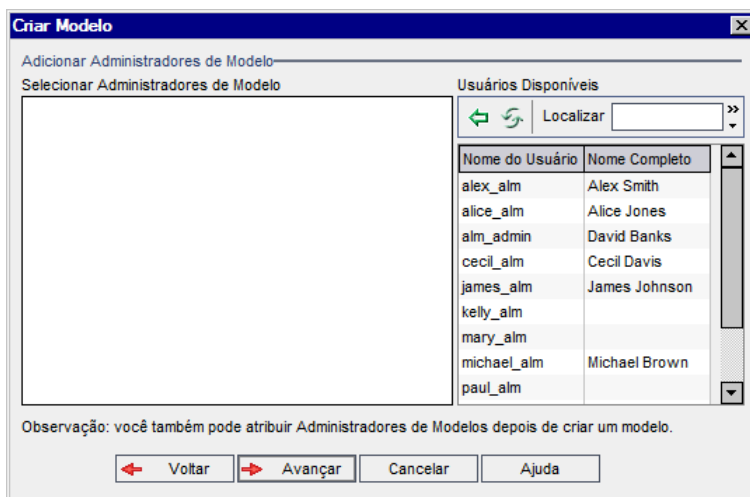 Criar Modelo
Adicionar Administradores de Modelo
Selecionar Administradores de Modelo
Usuários Disponíveis
Localizar
Nome do Usuário Nome Completo
alex_alm Alex Smith
alice_alm Alice Jones
alm_admin David Banks
cecil_alm Cecil Davis
james_alm James Johnson
kelly_alm
mary_alm
michael_alm Michael Brown
paul_alm
Observação: você também pode atribuir Administradores de Modelos depois de criar um modelo.
Voltar Avançar Cancelar Ajuda